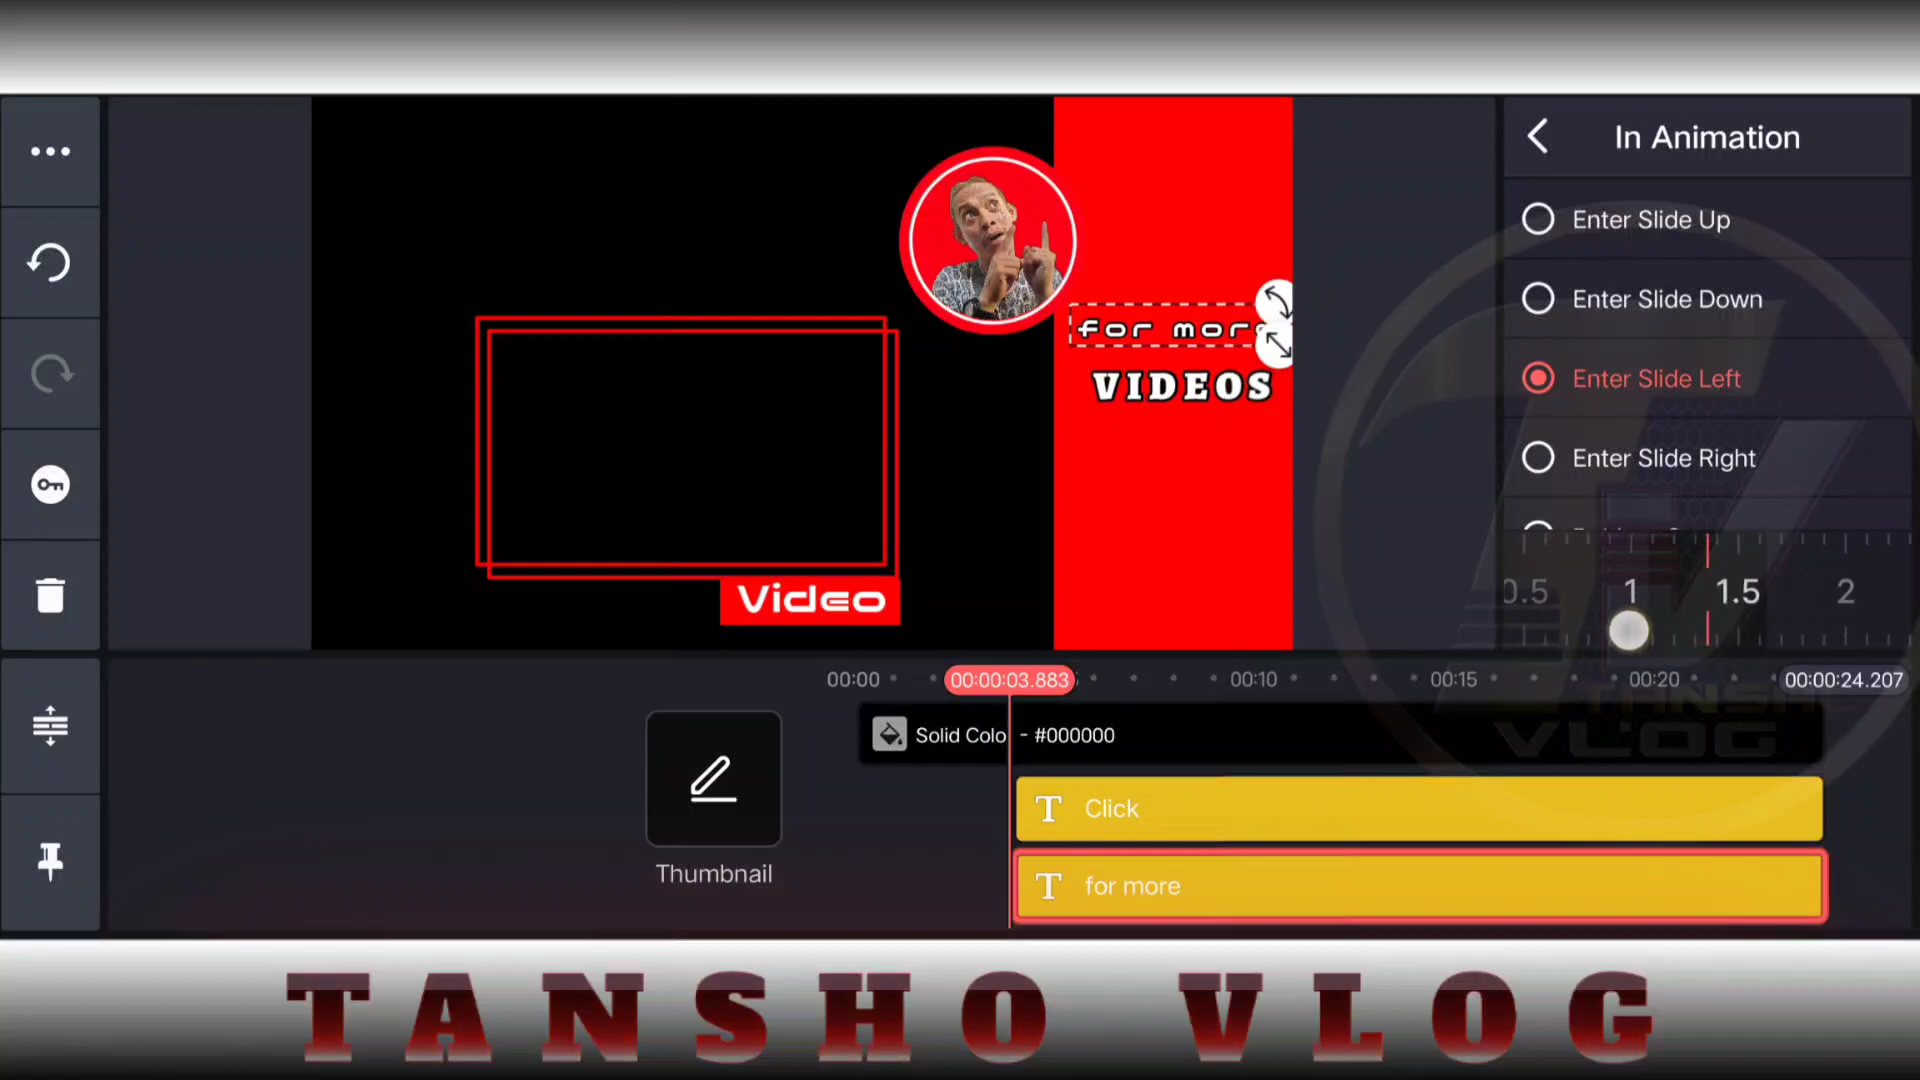 In Animation
Enter Slide Up
Enter Slide Down
Enter Slide Left
Enter Slide Right
0.5 1 1.5 2
for mor
VIDEOS
Video
00:00 00:00:03.883 00:10 00:15 00:20 00:00:24.207
Solid Colo - #000000
TANSH
VLOG
Click
for more
Thumbnail
TANSHO VLOG